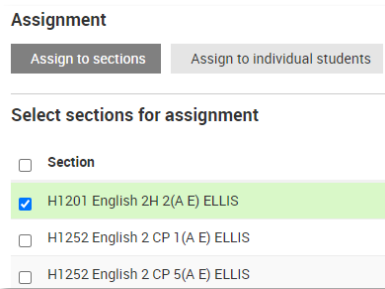 Assignment
Assign to sections Assign to individual students
Select sections for assignment
Section
H1201 English 2H 2(A E) ELLIS
H1252 English 2 CP 1(A E) ELLIS
H1252 English 2 CP 5(A E) ELLIS